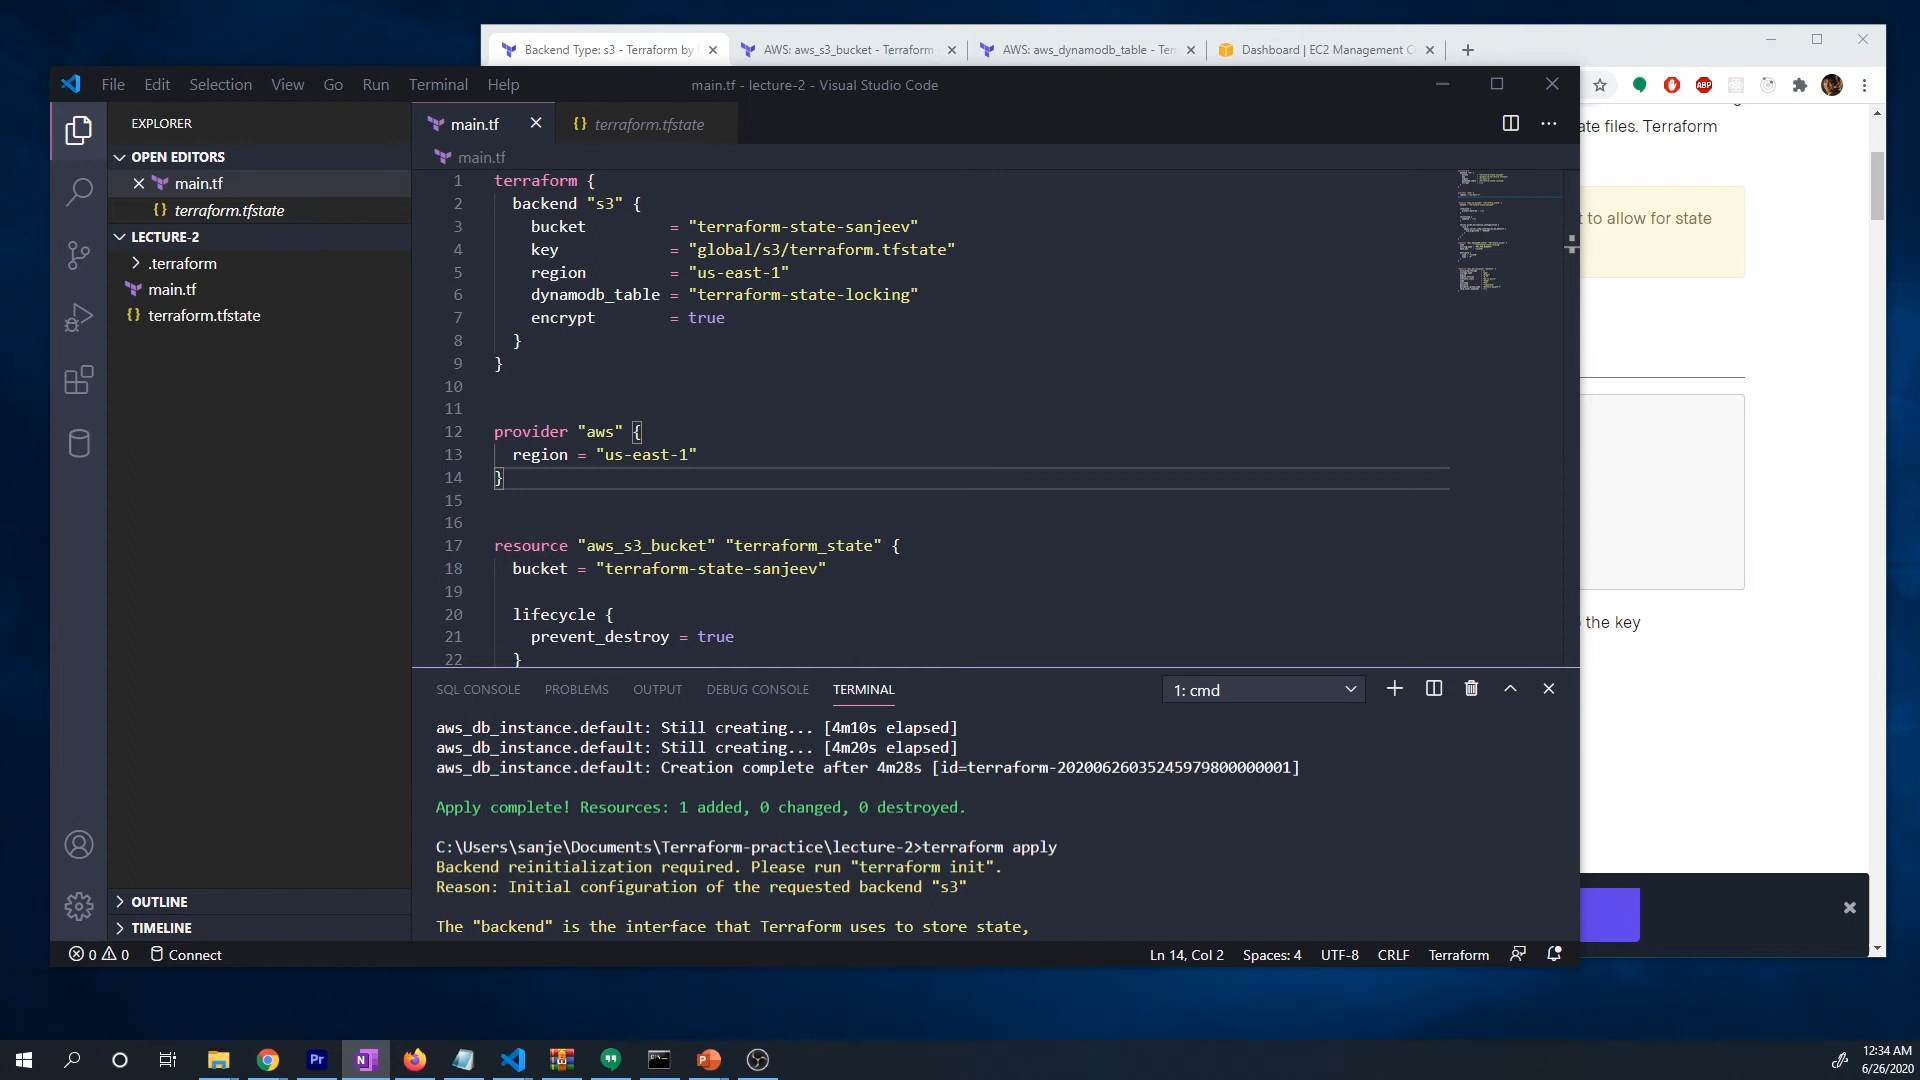 Backend Type: s3 - Terraform by
AWS: aws_s3_bucket - Terraform
AWS: aws_dynamodb_table - Ter
Dashboard | EC2 Management C
File Edit Selection View Go Run Terminal Help
main.tf - lecture-2 - Visual Studio Code
ABP
ate files. Terraform
t to allow for state
the key
EXPLORER
OPEN EDITORS
main.tf
terraform.tfstate
LECTURE-2
.terraform
main.tf
terraform.tfstate
OUTLINE
TIMELINE
main.tf
terraform.tfstate
main.tf
1 terraform {
2 backend "s3" {
3 bucket = "terraform-state-sanjeev"
4 key = "global/s3/terraform.tfstate"
5 region = "us-east-1"
6 dynamodb_table = "terraform-state-locking"
7 encrypt = true
8 }
9 }
10
11
12 provider "aws" {
13 region = "us-east-1"
14 }
15
16
17 resource "aws_s3_bucket" "terraform_state" {
18 bucket = "terraform-state-sanjeev"
19
20 lifecycle {
21 prevent_destroy = true
22 }
SQL CONSOLE PROBLEMS OUTPUT DEBUG CONSOLE TERMINAL
1: cmd
aws_db_instance.default: Still creating... [4m10s elapsed]
aws_db_instance.default: Still creating... [4m20s elapsed]
aws_db_instance.default: Creation complete after 4m28s [id=terraform-20200626035245979800000001]
Apply complete! Resources: 1 added, 0 changed, 0 destroyed.
C:\Users\sanje\Documents\Terraform-practice\lecture-2>terraform apply
Backend reinitialization required. Please run "terraform init".
Reason: Initial configuration of the requested backend "s3"
The "backend" is the interface that Terraform uses to store state,
0 0 Connect
Ln 14, Col 2 Spaces: 4 UTF-8 CRLF Terraform
Pr
N
P
12:34 AM
6/26/2020